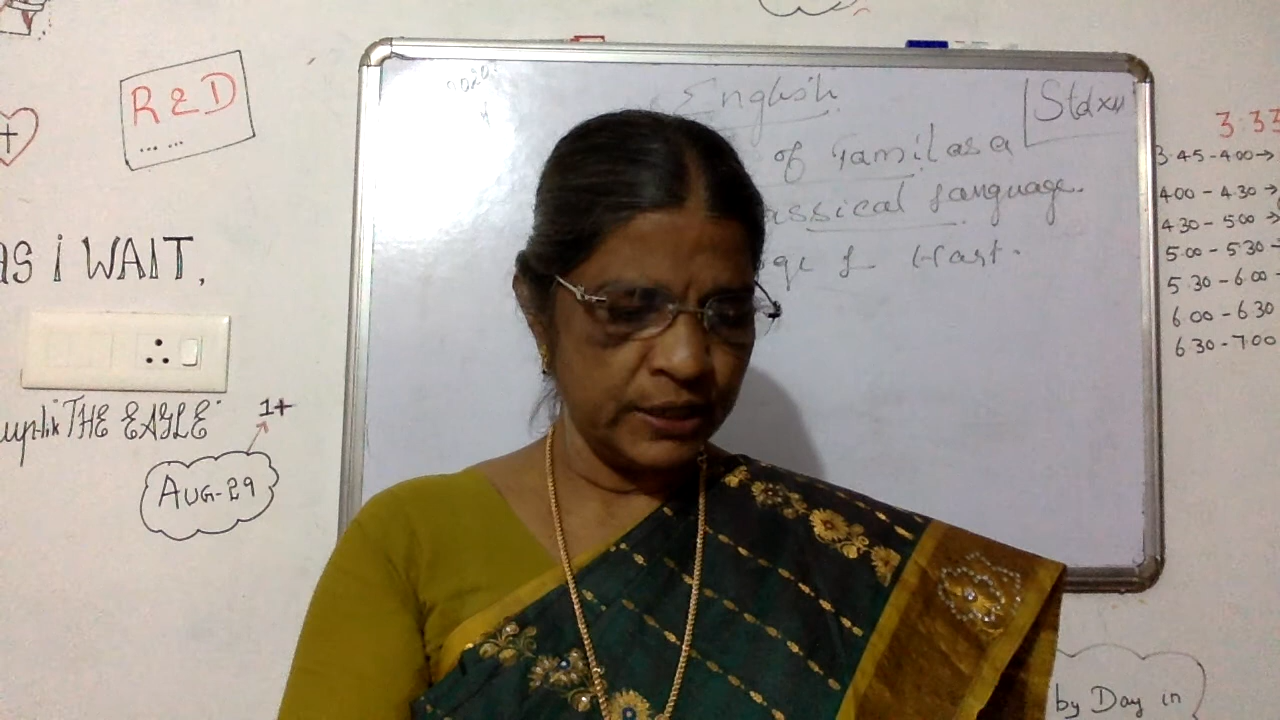 R & D
... ...
AS i WAIT,
"THE EAGLE"
1+
AUG-29
English
Std XII
of Tamil as a
assical Language.
3.33
3.45-4.00→
4.00 - 4.30→
4.30 - 5.00→
5.00 - 5.30→
5.30 - 6.00-
6.00 - 6.30
6.30 - 7.00
by Day in